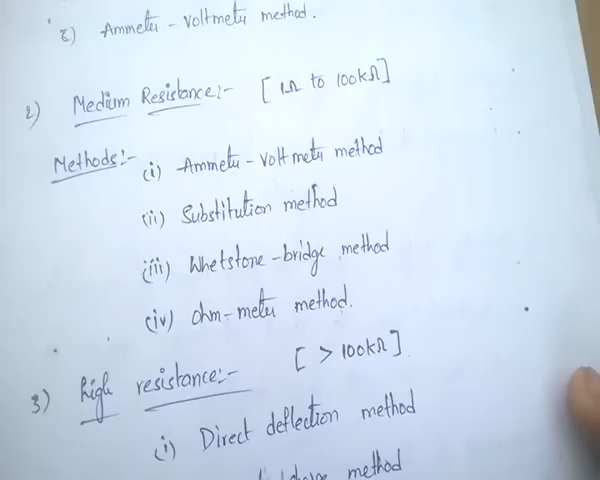 Ammeter - voltmeter method.
2) Medium Resistance:- [1Ω to 100kΩ]
Methods:- (i) Ammeter - voltmeter method
(ii) Substitution method
(iii) Whetstone - bridge method
(iv) ohm-meter method.
3) high resistance:- [> 100kΩ]
(i) Direct deflection method
method